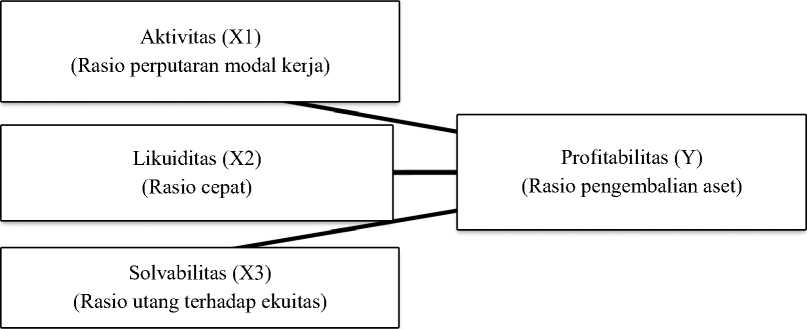 Aktivitas (X1)
(Rasio perputaran modal kerja)
Likuiditas (X2)
(Rasio cepat)
Profitabilitas (Y)
(Rasio pengembalian aset)
Solvabilitas (X3)
(Rasio utang terhadap ekuitas)